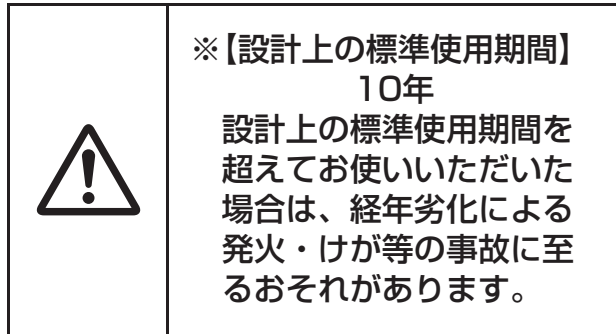 ※【設計上の標準使用期間】
10年
設計上の標準使用期間を
超えてお使いいただいた
場合は、経年劣化による
発火・けが等の事故に至
るおそれがあります。